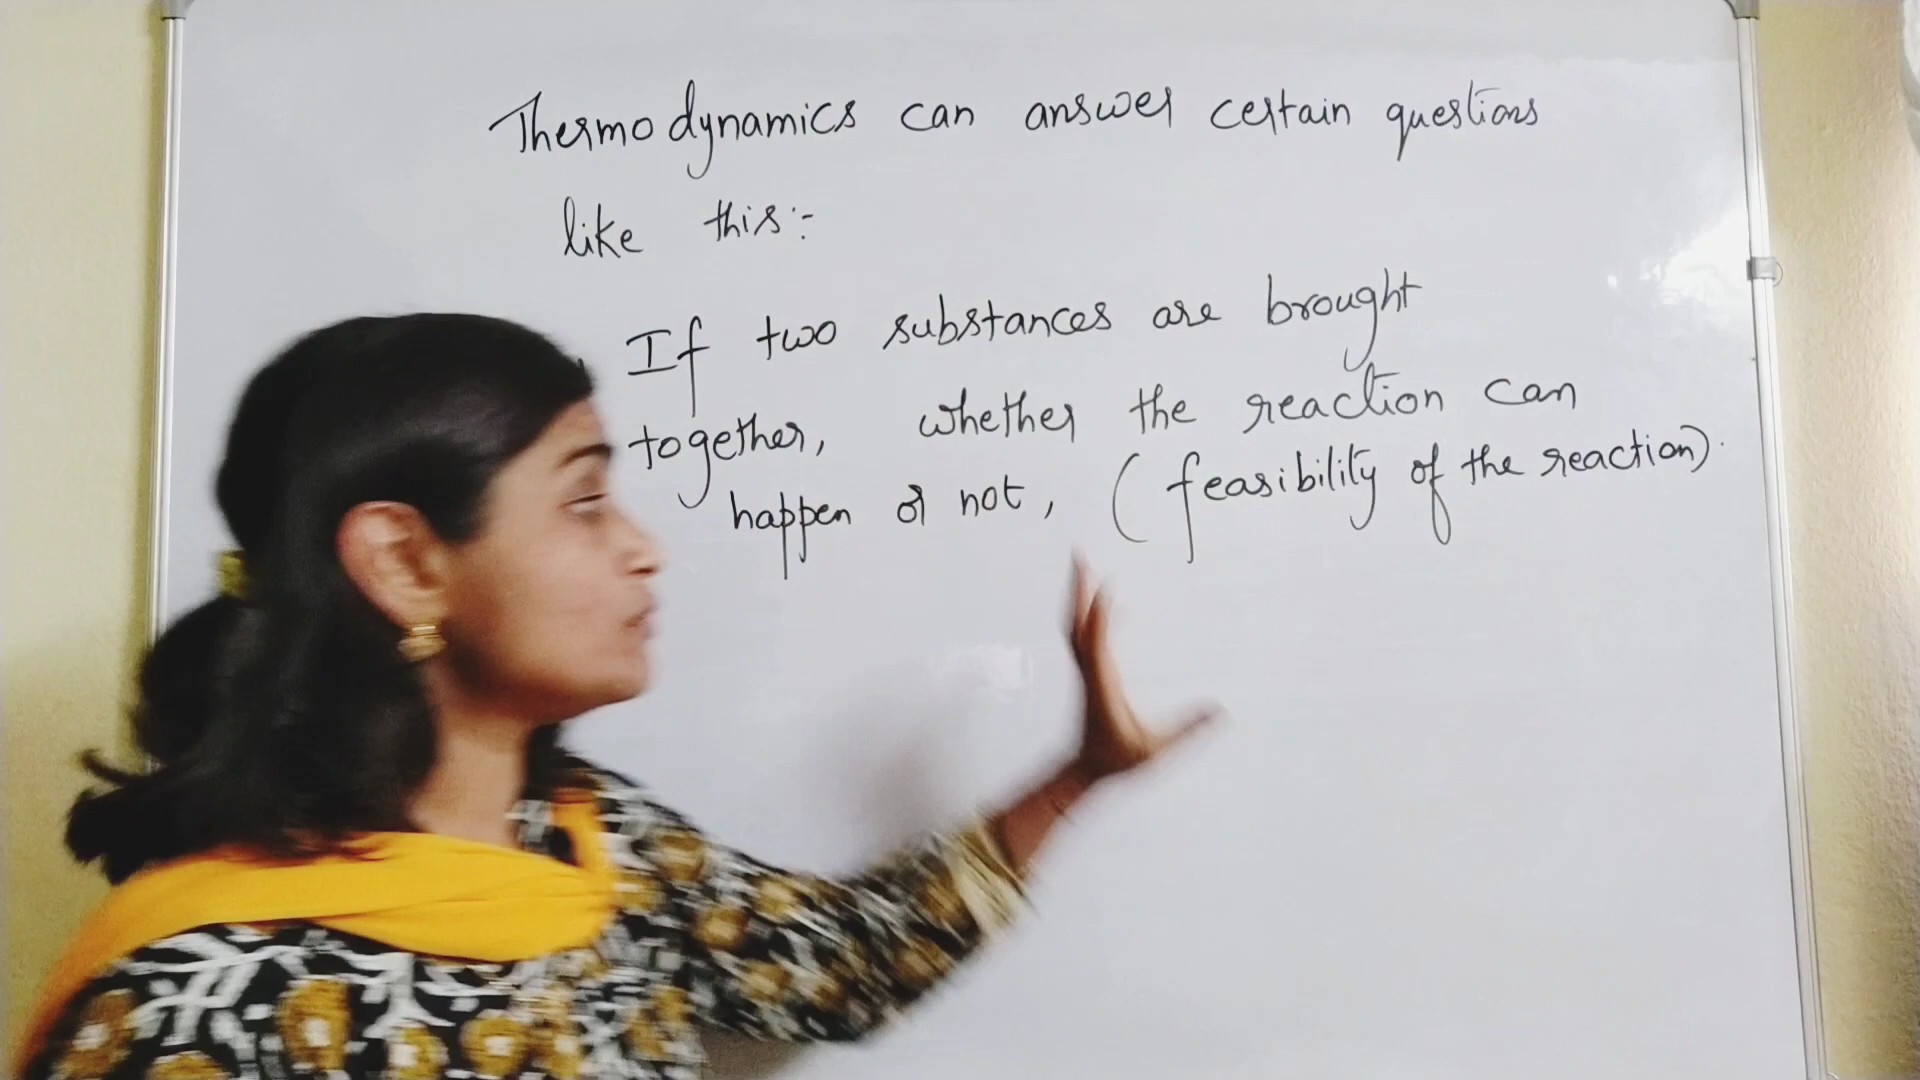 Thermodynamics can answer certain questions
like this:-
If two substances are brought
together, whether the reaction can
happen or not, (feasibility of the reaction).